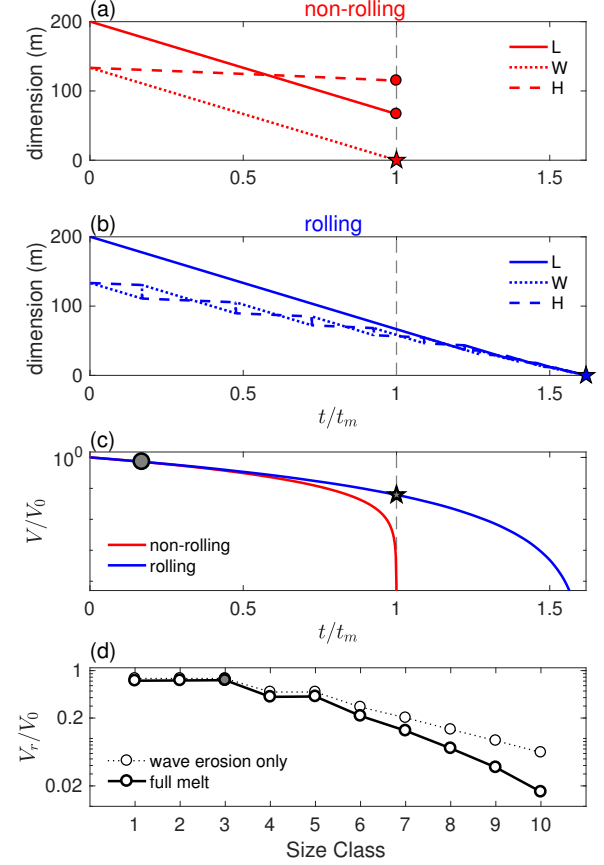 (a)
non-rolling
dimension (m)
200
100
0
L
W
H
0
0.5
1
1.5
(b)
rolling
dimension (m)
200
100
0
L
W
H
0
0.5
1
1.5
t/t_m
(c)
V/V_0
10^0
non-rolling
rolling
0
0.5
1
1.5
t/t_m
(d)
V_r/V_0
1
0.2
0.02
wave erosion only
full melt
1 2 3 4 5 6 7 8 9 10
Size Class